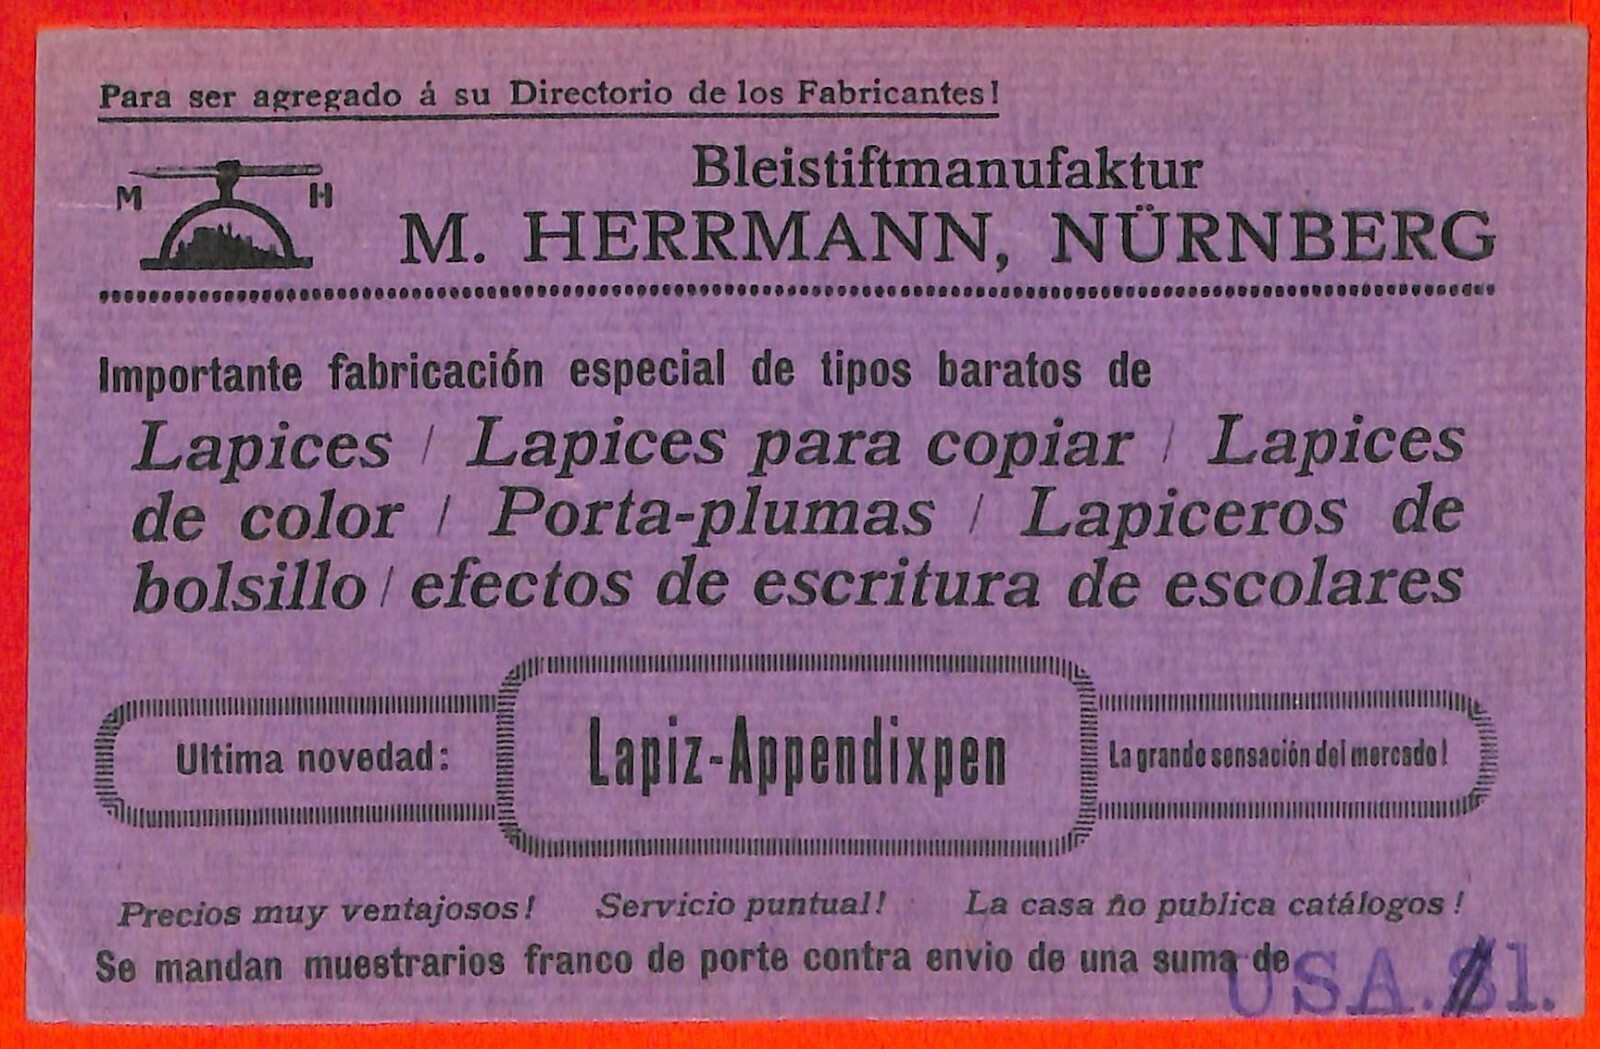 Para ser agregado á su Directorio de los Fabricantes!
M H
Bleistiftmanufaktur
M. HERRMANN, NÜRNBERG
Importante fabricación especial de tipos baratos de
Lapices / Lapices para copiar / Lapices
de color / Porta-plumas / Lapiceros de
bolsillo / efectos de escritura de escolares
Ultima novedad:
Lapiz-Appendixpen
La grande sensación del mercado!
Precios muy ventajosos! Servicio puntual! La casa no publica catálogos!
Se mandan muestrarios franco de porte contra envio de una suma de USA.$1.